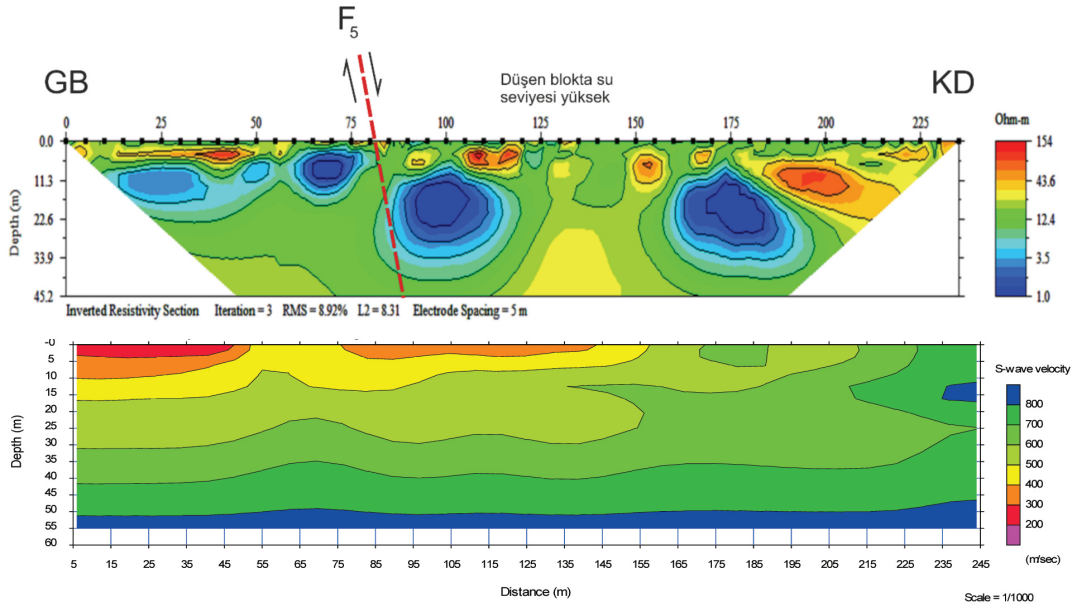 F5
GB
Düşen blokta su
seviyesi yüksek
KD
0 25 50 75 100 125 150 175 200 225
Ohm-m
0.0
11.3
22.6
33.9
45.2
Depth (m)
154
43.6
12.4
3.5
1.0
Inverted Resistivity Section Iteration = 3 RMS = 8.92% L2 = 8.31 Electrode Spacing = 5 m
-0
5
10
15
20
25
30
35
40
45
50
55
60
Depth (m)
S-wave velocity
800
700
600
500
400
300
200
(m/sec)
5 15 25 35 45 55 65 75 85 95 105 115 125 135 145 155 165 175 185 195 205 215 225 235 245
Distance (m)
Scale = 1/1000